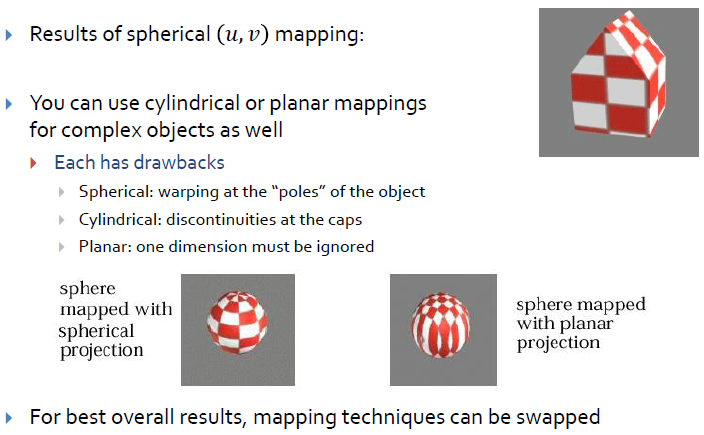 Results of spherical (u, v) mapping:
You can use cylindrical or planar mappings
for complex objects as well
Each has drawbacks
Spherical: warping at the “poles” of the object
Cylindrical: discontinuities at the caps
Planar: one dimension must be ignored
sphere
mapped with
spherical
projection
sphere mapped
with planar
projection
For best overall results, mapping techniques can be swapped